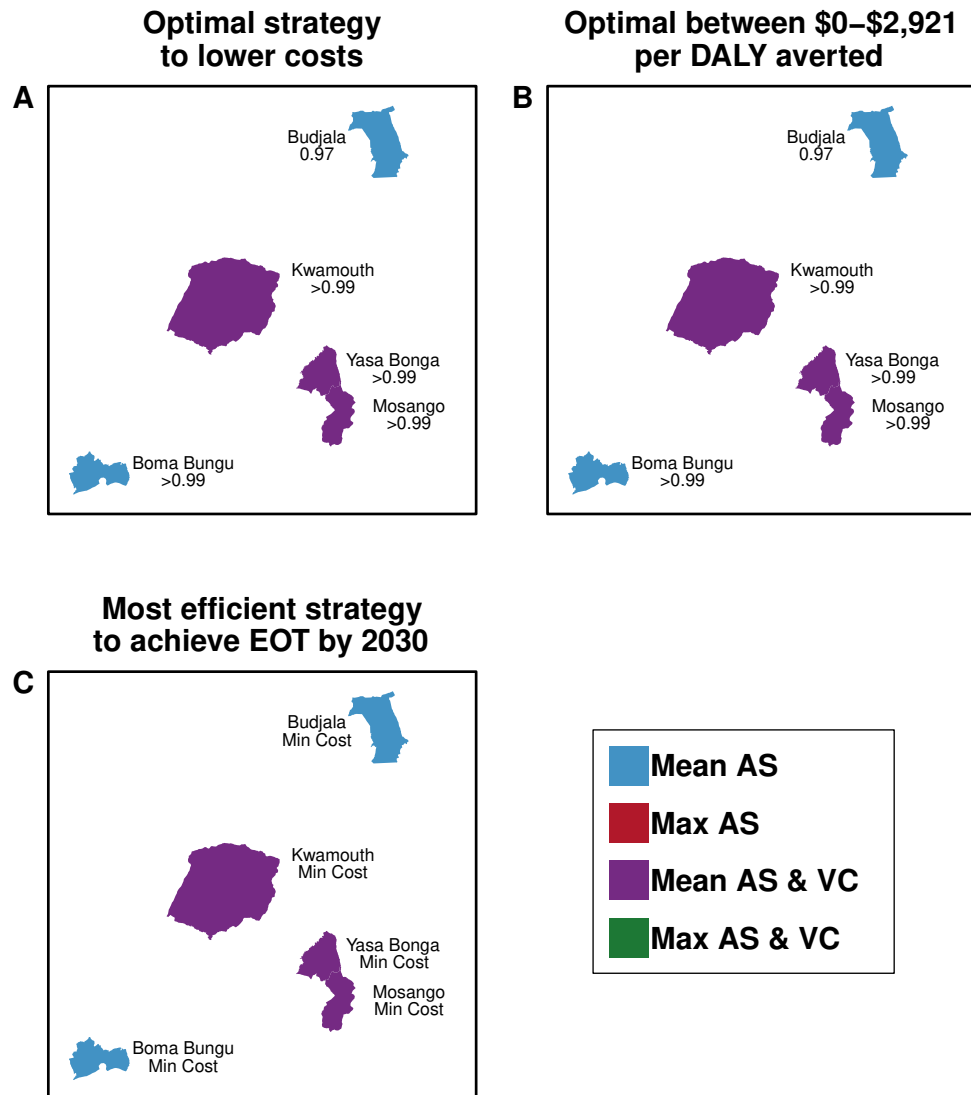 Optimal strategy
to lower costs
A
Budjala
0.97
Kwamouth
>0.99
Yasa Bonga
>0.99
Mosango
>0.99
Boma Bungu
>0.99
Optimal between $0−$2,921
per DALY averted
B
Budjala
0.97
Kwamouth
>0.99
Yasa Bonga
>0.99
Mosango
>0.99
Boma Bungu
>0.99
Most efficient strategy
to achieve EOT by 2030
C
Budjala
Min Cost
Kwamouth
Min Cost
Yasa Bonga
Min Cost
Mosango
Min Cost
Boma Bungu
Min Cost
Mean AS
Max AS
Mean AS & VC
Max AS & VC